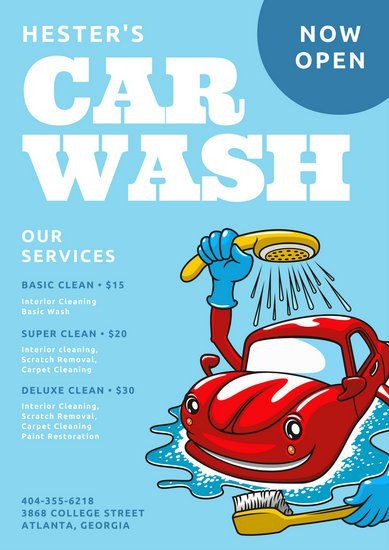 HESTER'S
NOW
OPEN
CAR
WASH
OUR
SERVICES
BASIC CLEAN • $15
Interior Cleaning
Basic Wash
SUPER CLEAN • $20
Interior cleaning,
Scratch Removal,
Carpet Cleaning
DELUXE CLEAN • $30
Interior Cleaning,
Scratch Removal,
Carpet Cleaning
Paint Restoration
404-355-6218
3868 COLLEGE STREET
ATLANTA, GEORGIA